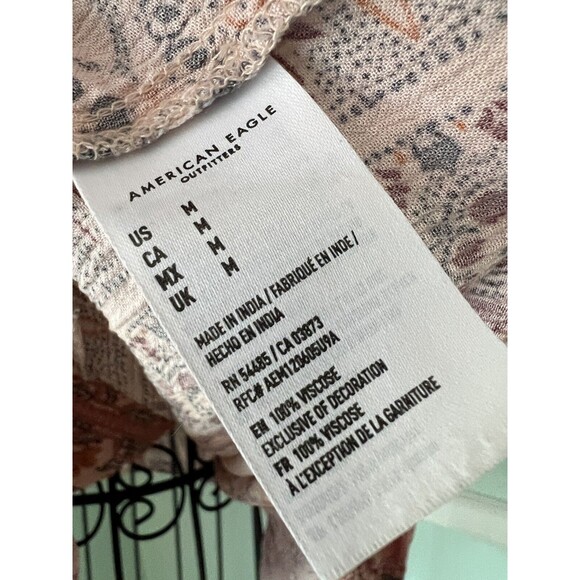 AMERICAN EAGLE
OUTFITTERS
US M
CA M
MX M
UK M
MADE IN INDIA / FABRIQUÉ EN INDE /
HECHO EN INDIA
RN 54485 / CA 03873
RFC# AEM120605U9A
EN 100% VISCOSE
EXCLUSIVE OF DECORATION
FR 100% VISCOSE
À L'EXCEPTION DE LA GARNITURE